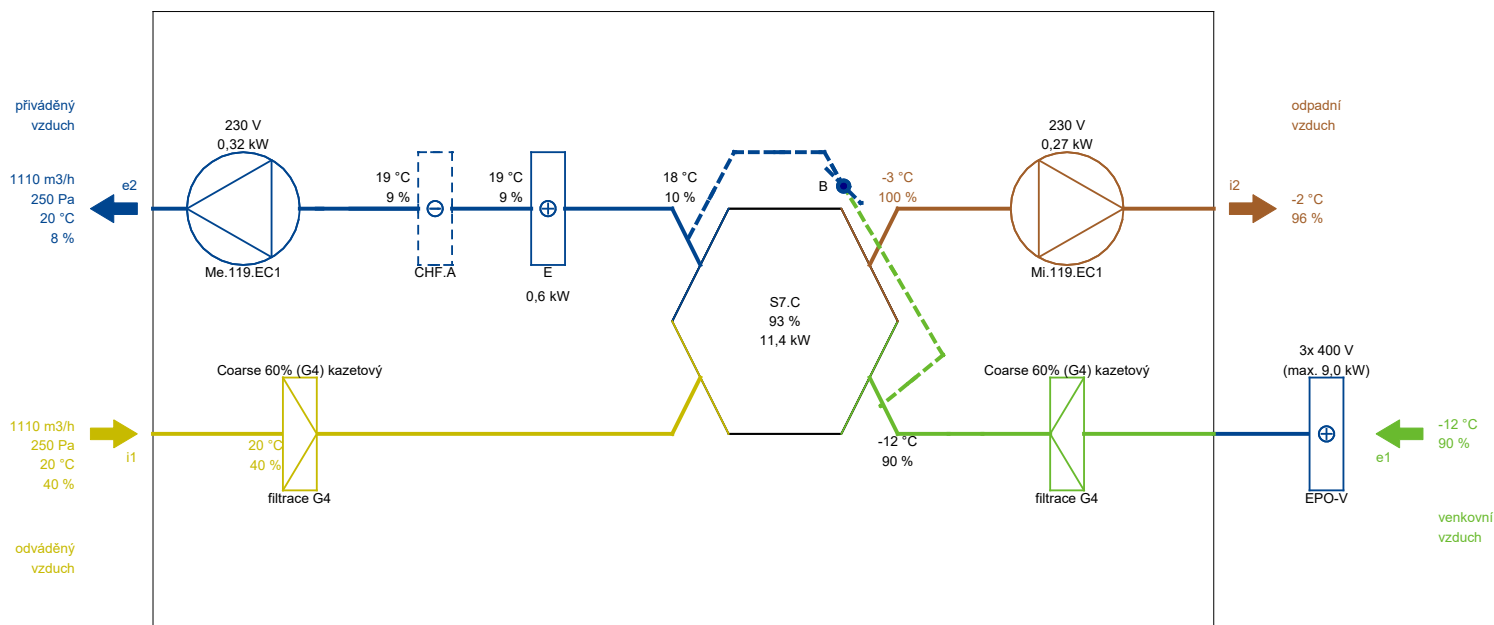 přiváděný
vzduch
230 V
0,32 kW
230 V
0,27 kW
odpadní
vzduch
1110 m3/h
250 Pa
20 °C
8 %
e2
19 °C
9 %
19 °C
9 %
18 °C
10 %
B
-3 °C
100 %
i2
-2 °C
96 %
Me.119.EC1
CHF.A
E
0,6 kW
Mi.119.EC1
S7.C
93 %
11,4 kW
Coarse 60% (G4) kazetový
Coarse 60% (G4) kazetový
3x 400 V
(max. 9,0 kW)
1110 m3/h
250 Pa
20 °C
40 %
i1
20 °C
40 %
-12 °C
90 %
-12 °C
90 %
e1
filtrace G4
filtrace G4
EPO-V
odváděný
vzduch
venkovní
vzduch